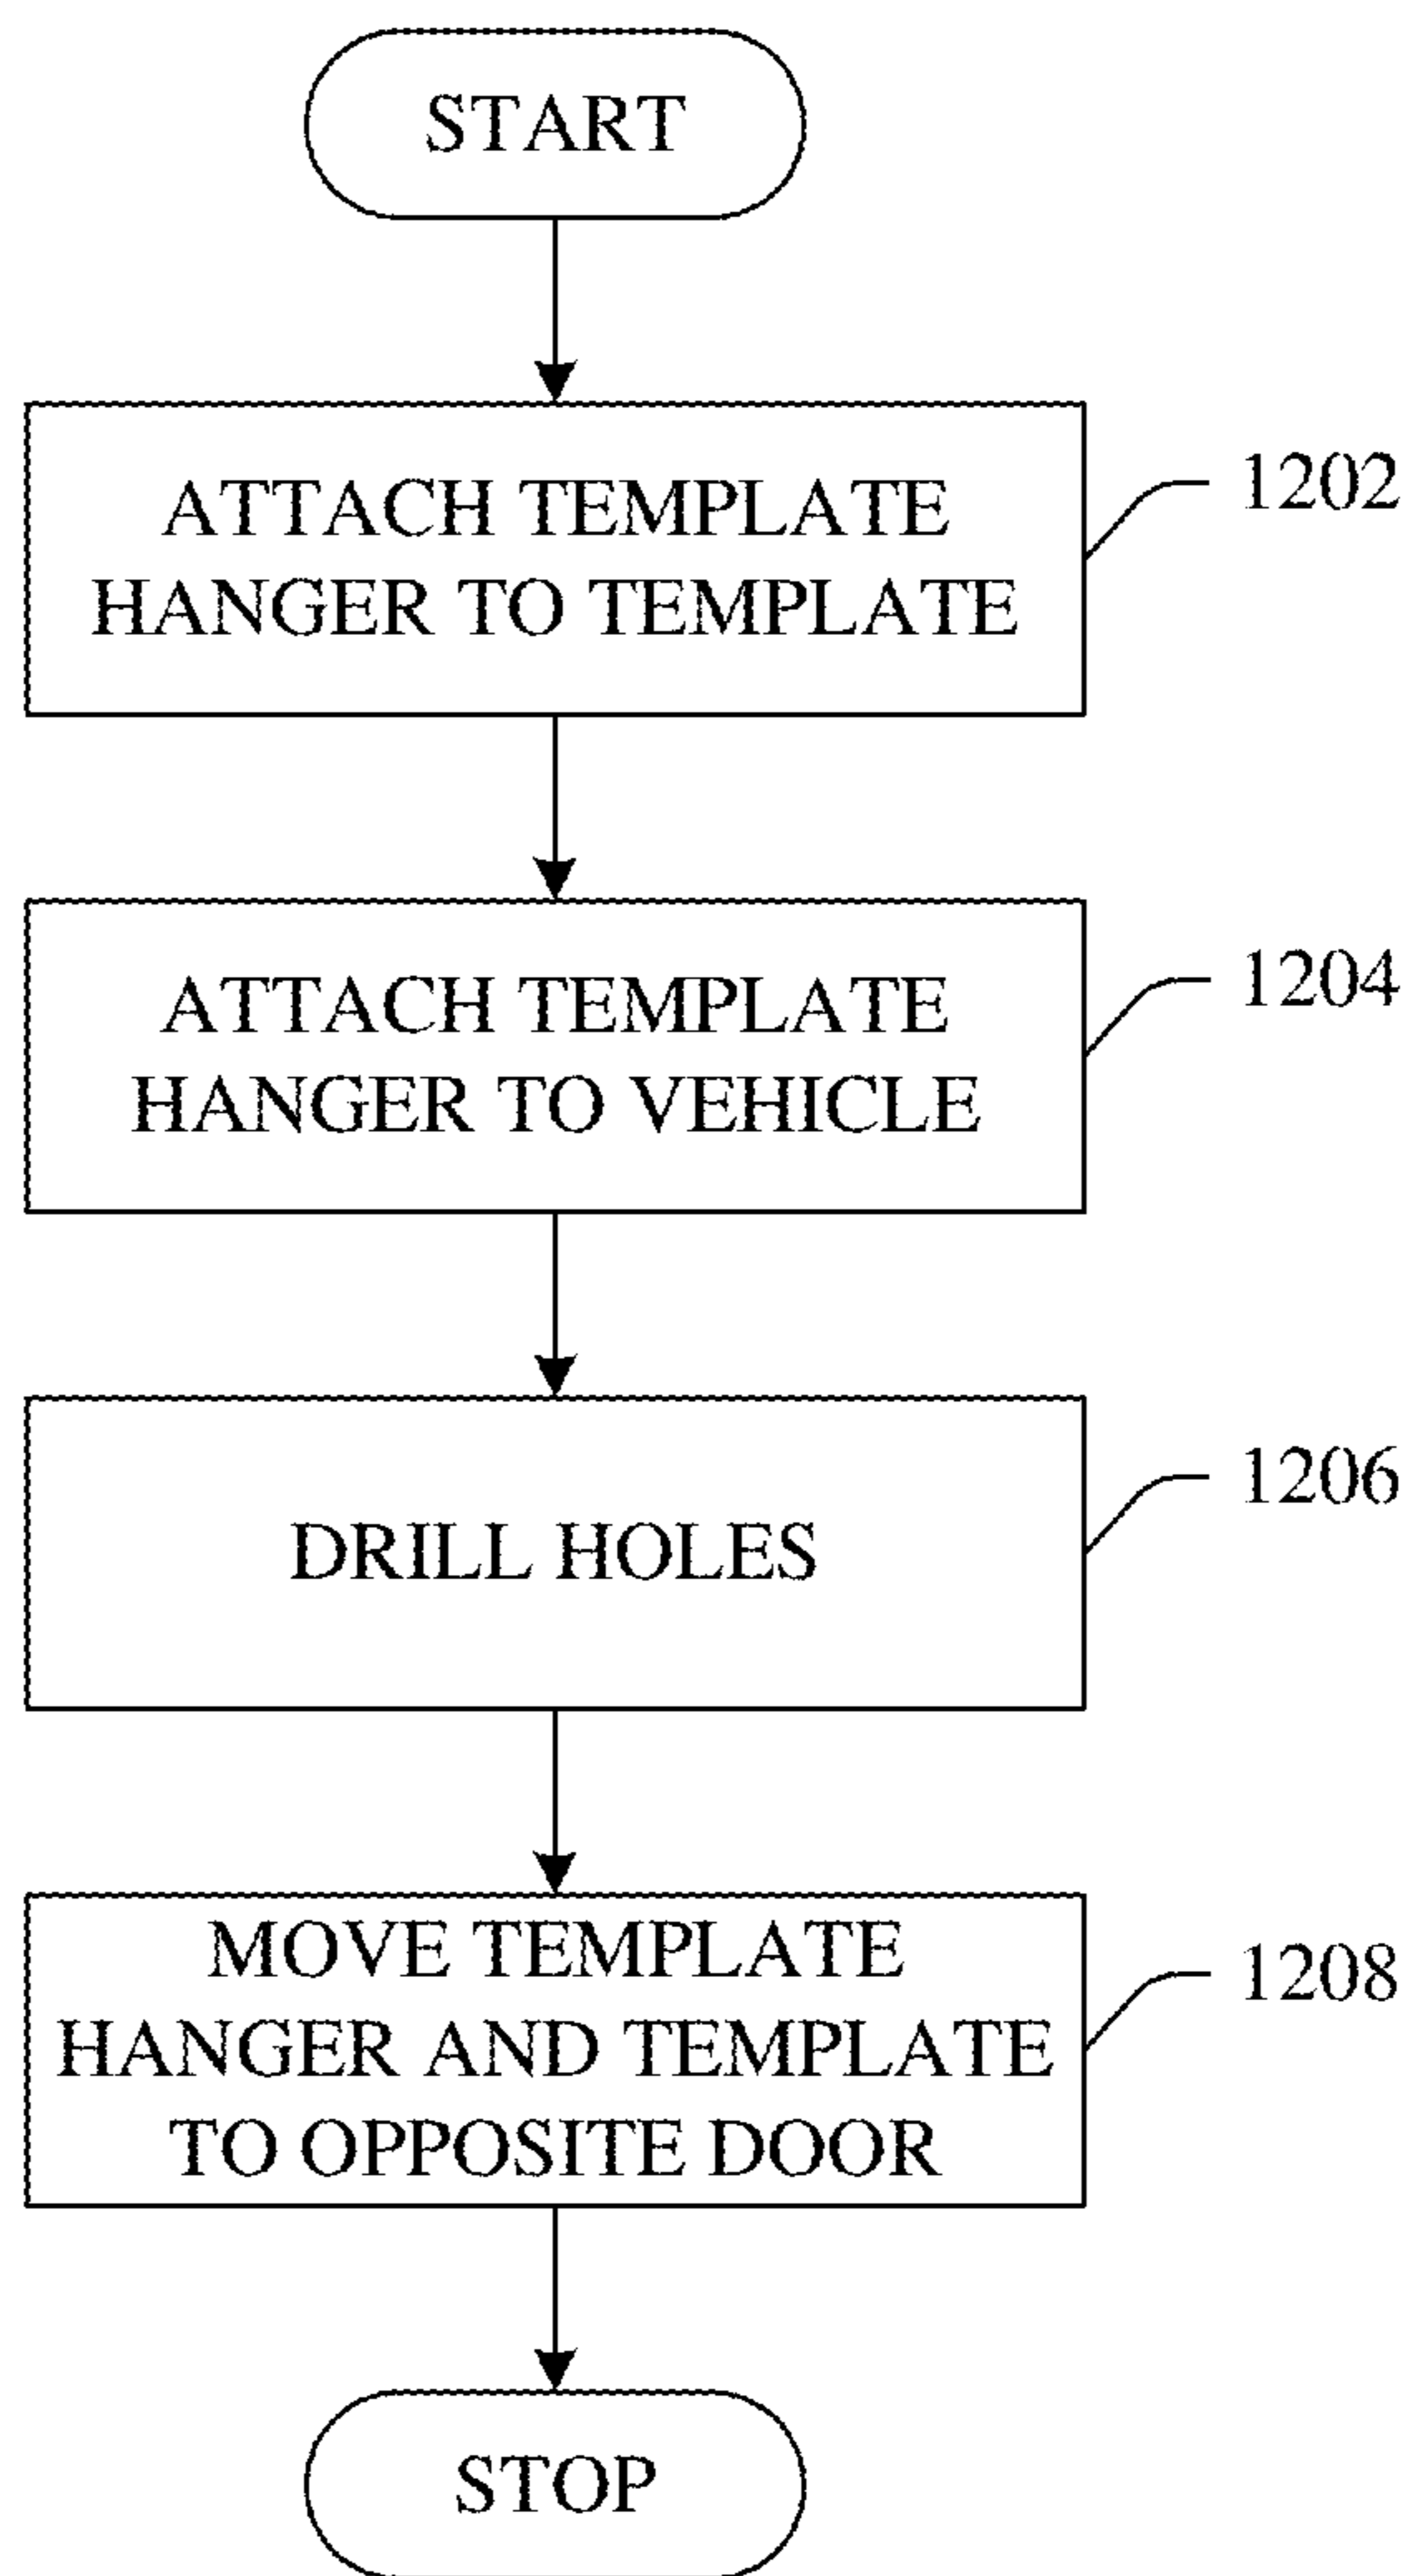 START
ATTACH TEMPLATE
HANGER TO TEMPLATE
1202
ATTACH TEMPLATE
HANGER TO VEHICLE
1204
DRILL HOLES
1206
MOVE TEMPLATE
HANGER AND TEMPLATE
TO OPPOSITE DOOR
1208
STOP